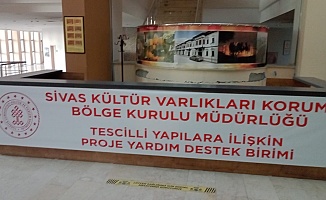 SİVAS KÜLTÜR VARLIKLARI KORUM
BÖLGE KURULU MÜDÜRLÜĞÜ
TESCİLLİ YAPILARA İLİŞKİN
PROJE YARDIM DESTEK BİRİMİ